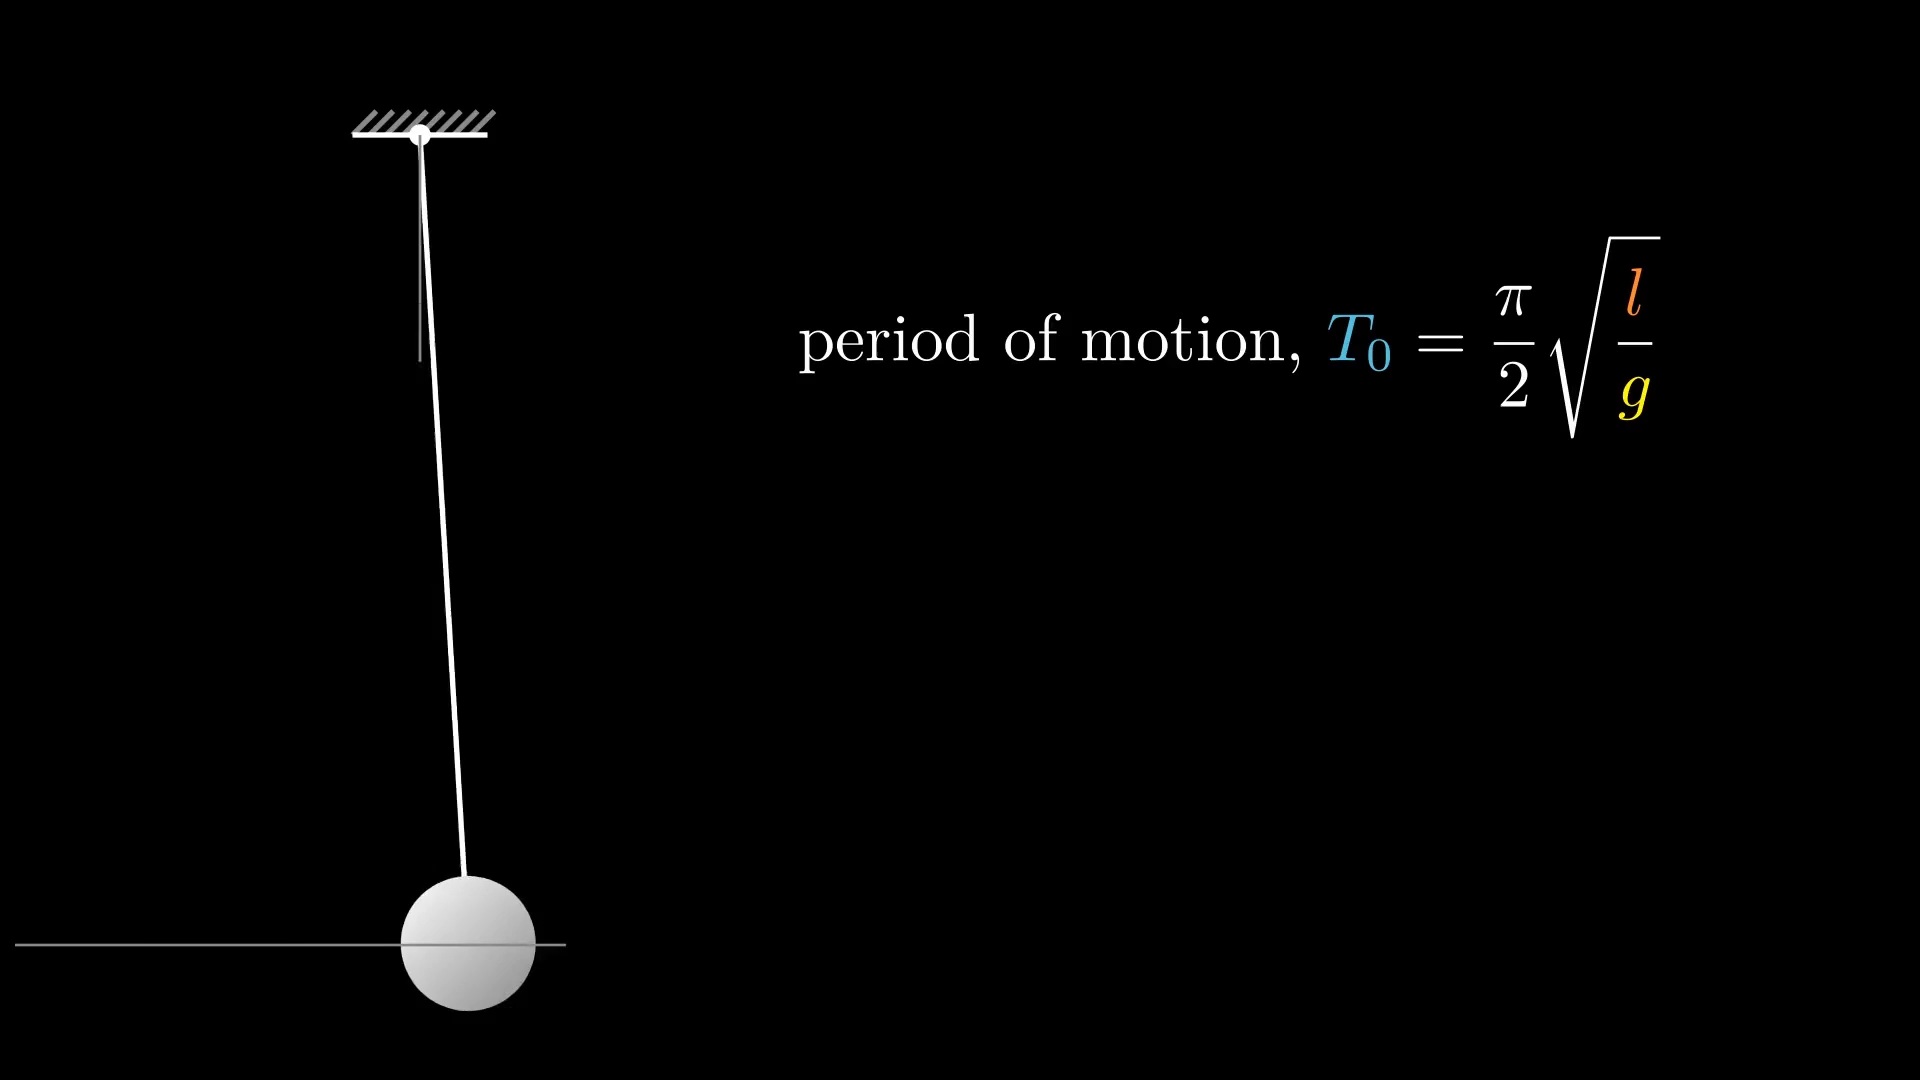 period of motion, T₀ = π/2 √(l/g)